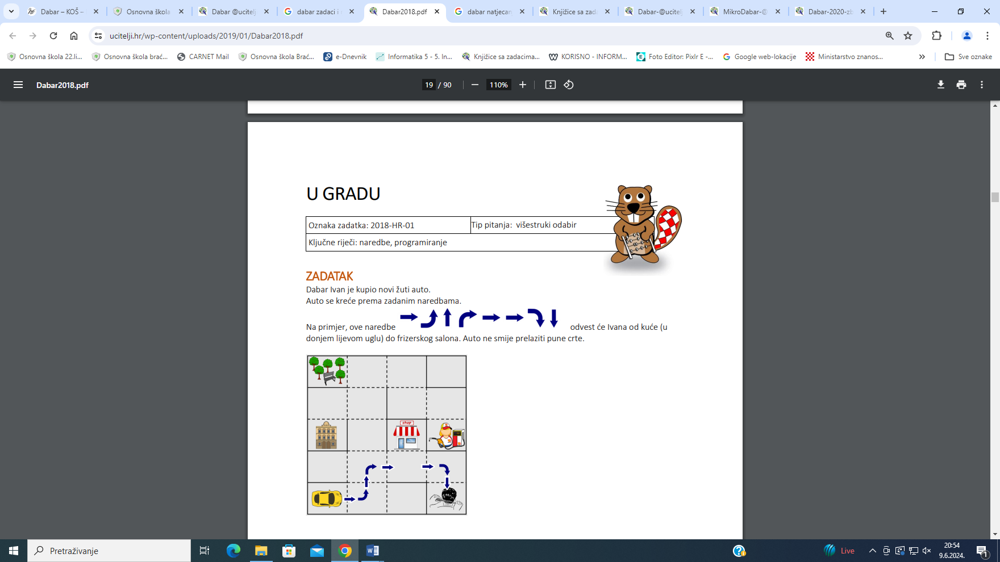 Dabar – KOŠ –
Osnovna škola
Dabar @ucitelj
dabar zadaci i
Dabar2018.pdf
dabar natjecan
Knjižice sa zada
Dabar-@ucitelj
MikroDabar-@
Dabar-2020-zb
ucitelji.hr/wp-content/uploads/2019/01/Dabar2018.pdf
Osnovna škola 22.li...
Osnovna škola brać...
CARNET Mail
Osnovna škola Brać...
e-Dnevnik
Informatika 5 - 5. In...
Knjižice sa zadacima...
KORISNO - INFORM...
Foto Editor: Pixlr E -...
Google web-lokacije
Ministarstvo znanos...
Sve oznake
Dabar2018.pdf
19 / 90
110%
U GRADU
Oznaka zadatka: 2018-HR-01
Tip pitanja: višestruki odabir
Ključne riječi: naredbe, programiranje
ZADATAK
Dabar Ivan je kupio novi žuti auto.
Auto se kreće prema zadanim naredbama.
Na primjer, ove naredbe odvest će Ivana od kuće (u
donjem lijevom uglu) do frizerskog salona. Auto ne smije prelaziti pune crte.
shop
Pretraživanje
Live
20:54
9.6.2024.
1